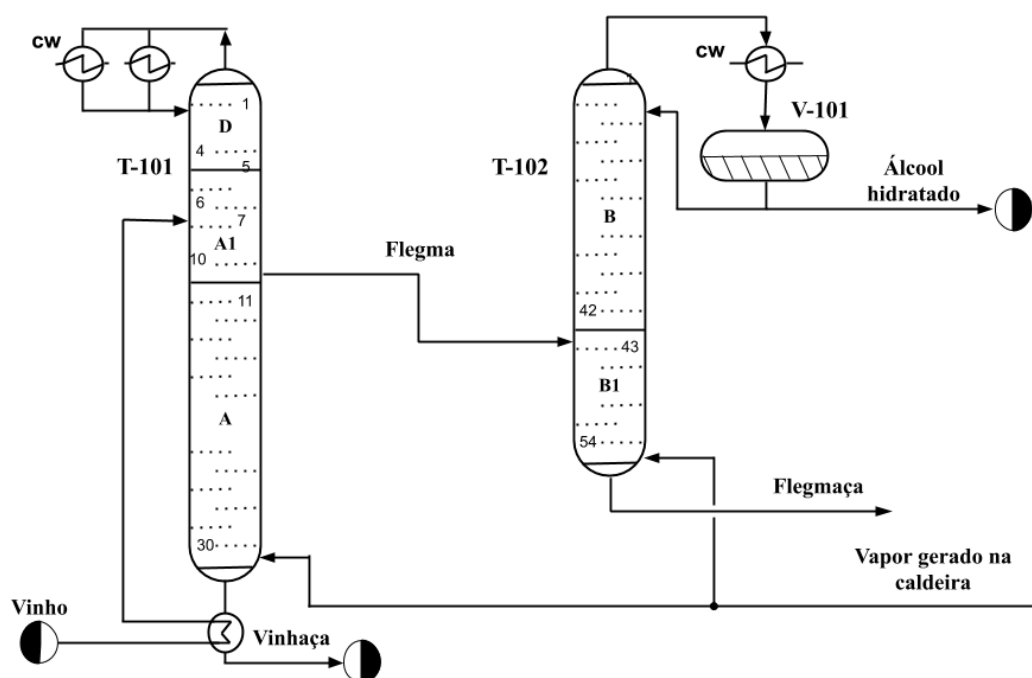 CW
1
D
4
5
T-101
6
7
A1
10
11
A
30
Vinho
Vinhaça
Flegma
1
T-102
B
42
43
B1
54
CW
V-101
Álcool
hidratado
Flegmaça
Vapor gerado na
caldeira